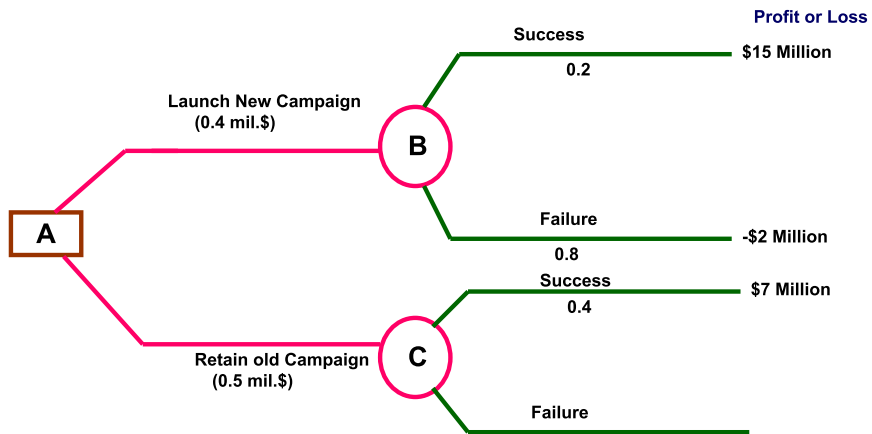 Profit or Loss
Success
$15 Million
0.2
Launch New Campaign
(0.4 mil.$)
B
A
Failure
-$2 Million
0.8
Success
$7 Million
0.4
C
Retain old Campaign
(0.5 mil.$)
Failure